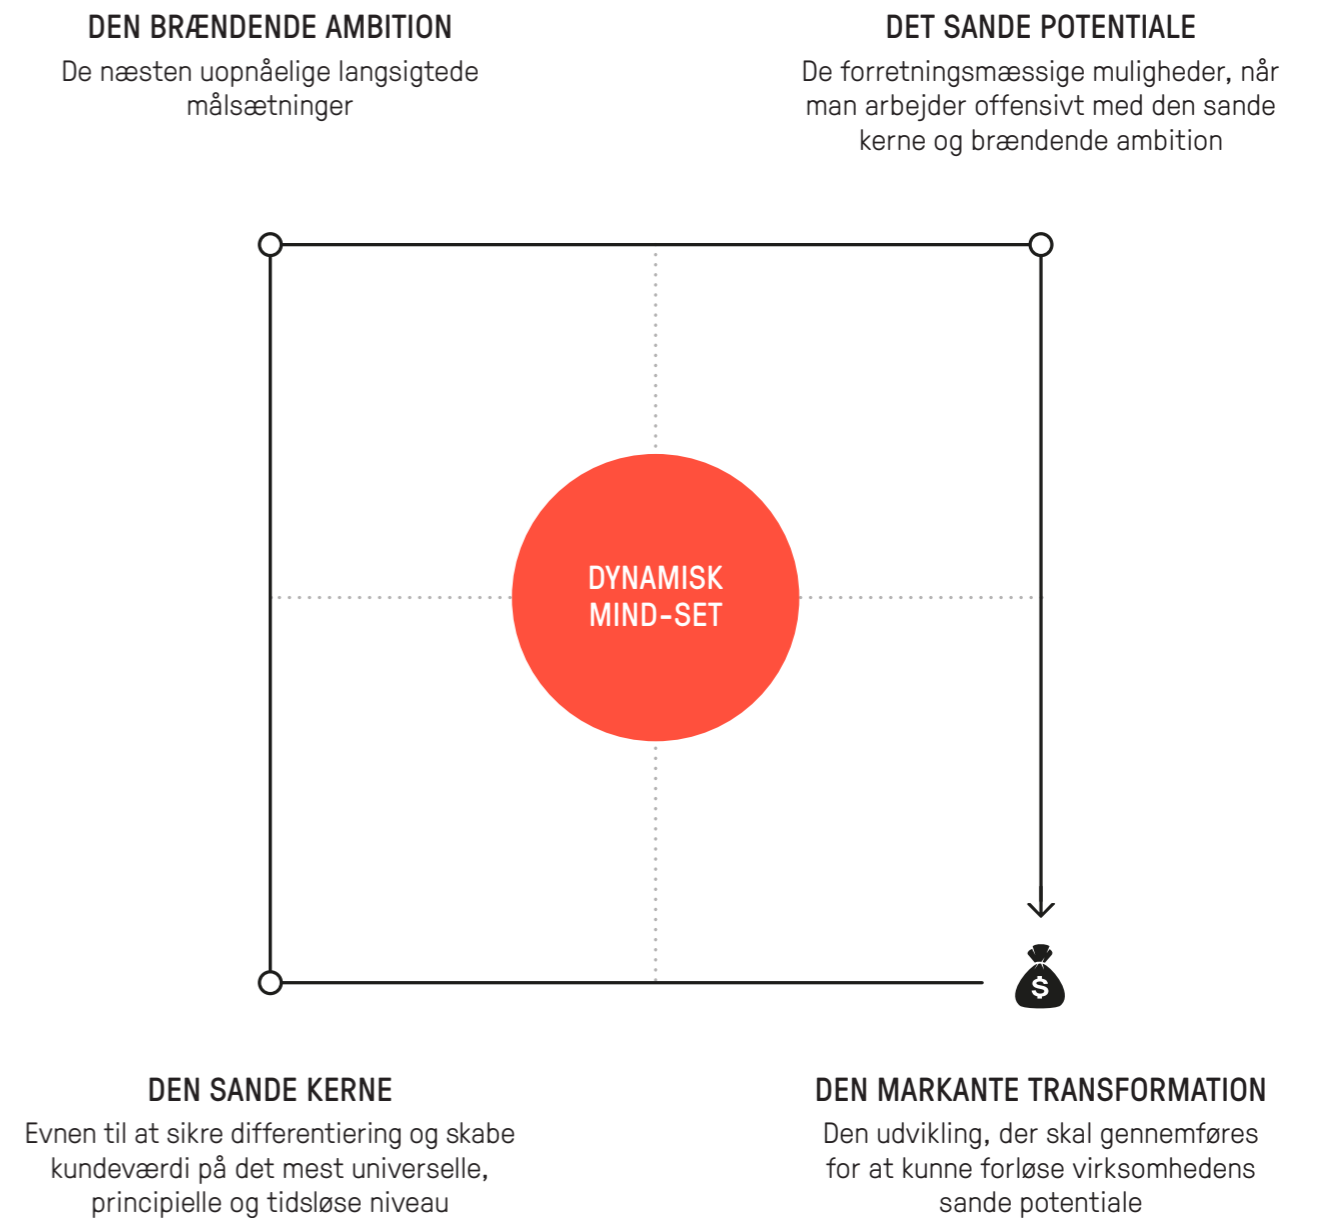 DEN BRÆNDENDE AMBITION
De næsten uopnåelige langsigtede
målsætninger
DET SANDE POTENTIALE
De forretningsmæssige muligheder, når
man arbejder offensivt med den sande
kerne og brændende ambition
DYNAMISK
MIND-SET
$
DEN SANDE KERNE
Evnen til at sikre differentiering og skabe
kundeværdi på det mest universelle,
principielle og tidsløse niveau
DEN MARKANTE TRANSFORMATION
Den udvikling, der skal gennemføres
for at kunne forløse virksomhedens
sande potentiale